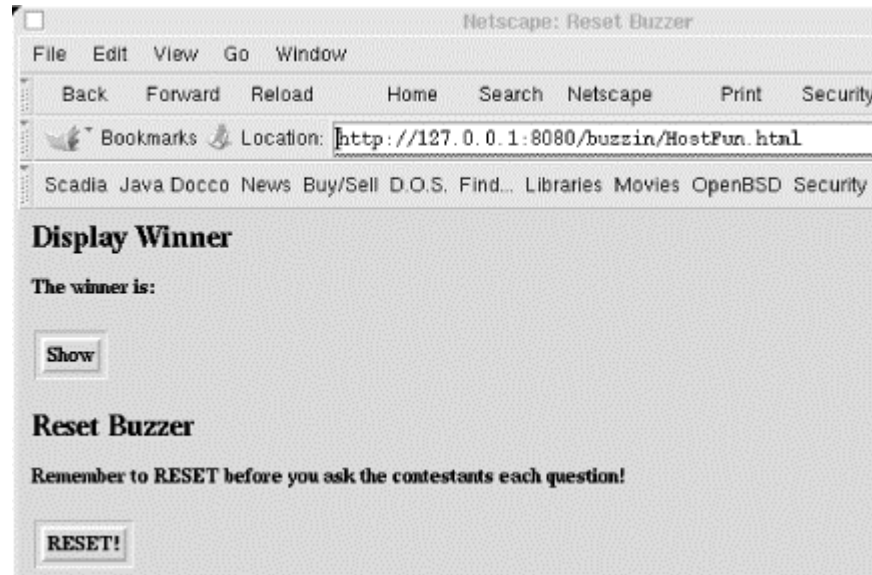 Netscape: Reset Buzzer
File Edit View Go Window
Back Forward Reload Home Search Netscape Print Security
Bookmarks Location: http://127.0.0.1:8080/buzzin/HostFun.html
Scadia Java Docco News Buy/Sell D.O.S. Find... Libraries Movies OpenBSD Security
Display Winner
The winner is:
Show
Reset Buzzer
Remember to RESET before you ask the contestants each question!
RESET!